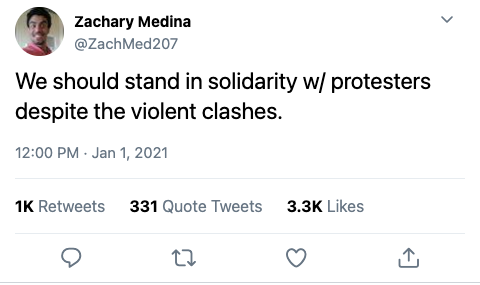 Zachary Medina
@ZachMed207
We should stand in solidarity w/ protesters
despite the violent clashes.
12:00 PM · Jan 1, 2021
1K Retweets 331 Quote Tweets 3.3K Likes